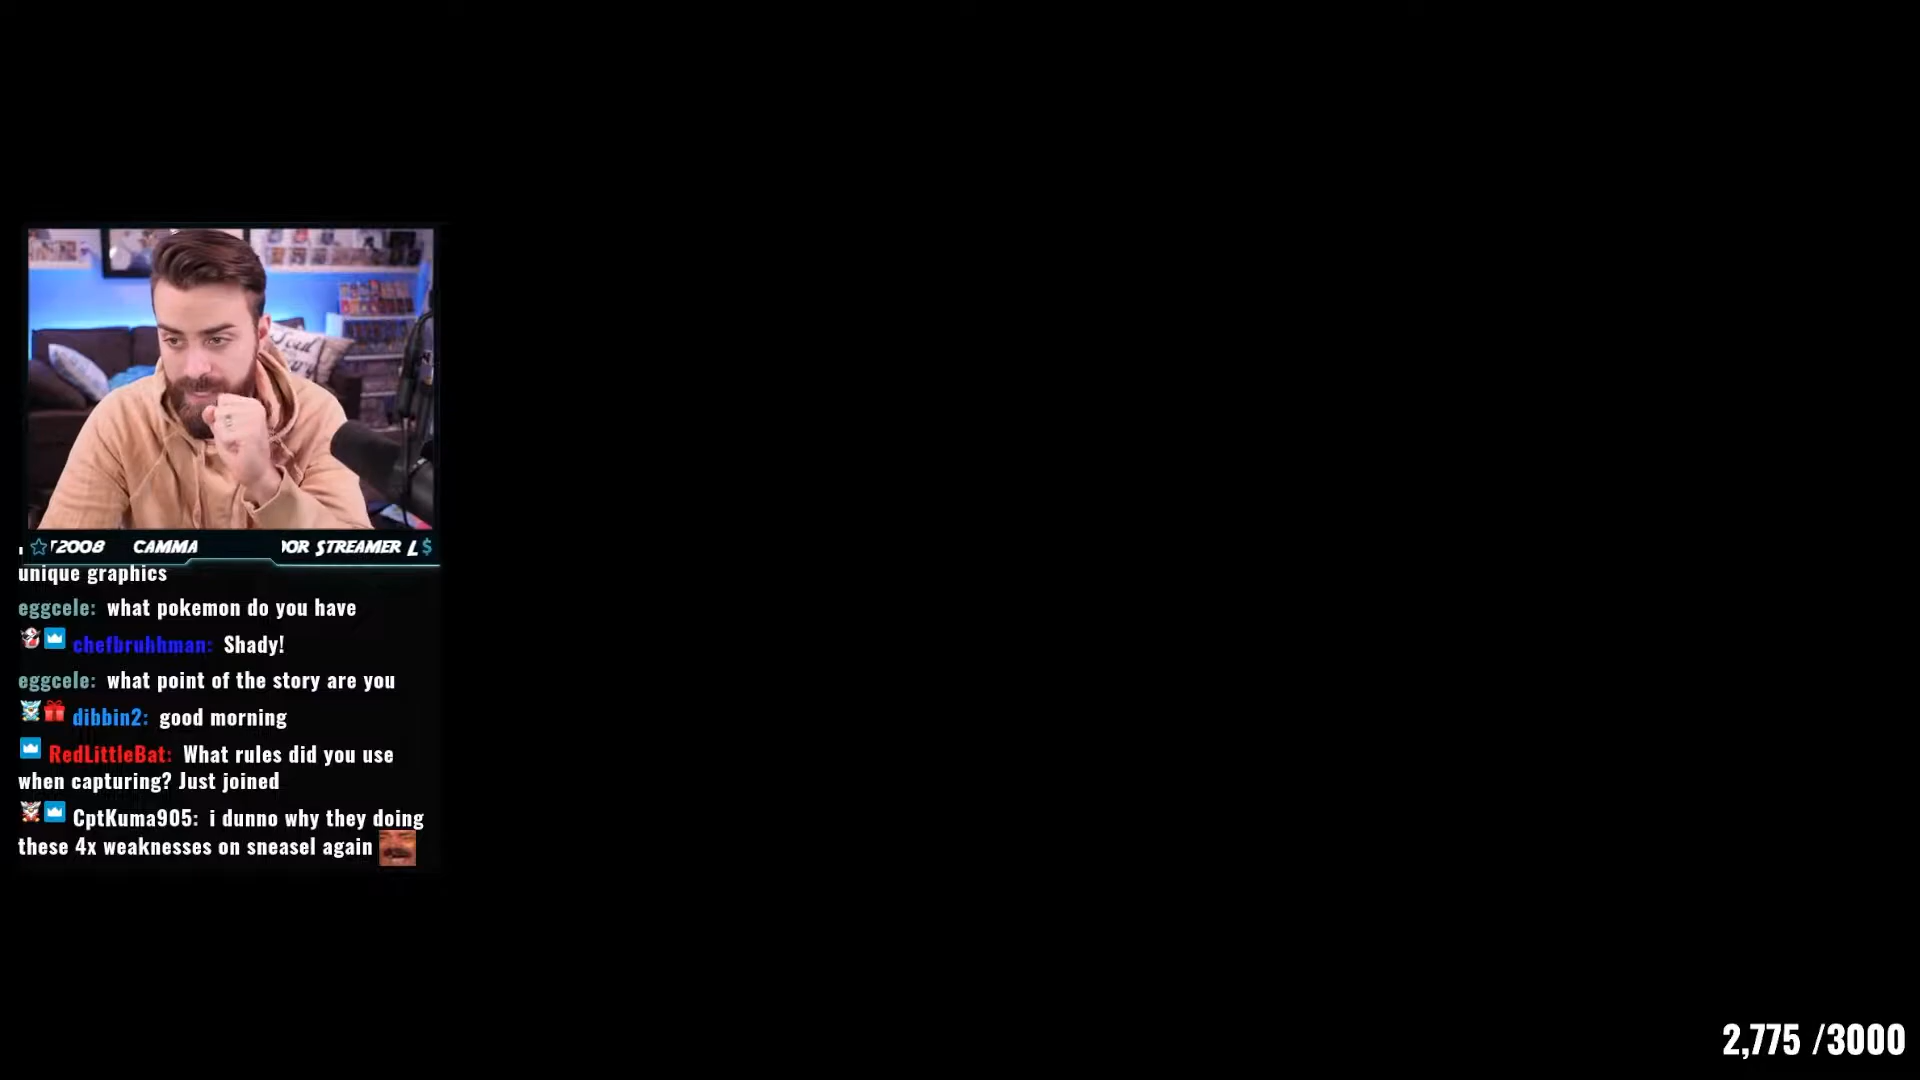 T2008 CAMMA OOR STREAMER L $
unique graphics
eggcele: what pokemon do you have
chefbruhhman: Shady!
eggcele: what point of the story are you
dibbin2: good morning
RedLittleBat: What rules did you use
when capturing? Just joined
CptKuma905: i dunno why they doing
these 4x weaknesses on sneasel again
2,775 /3000